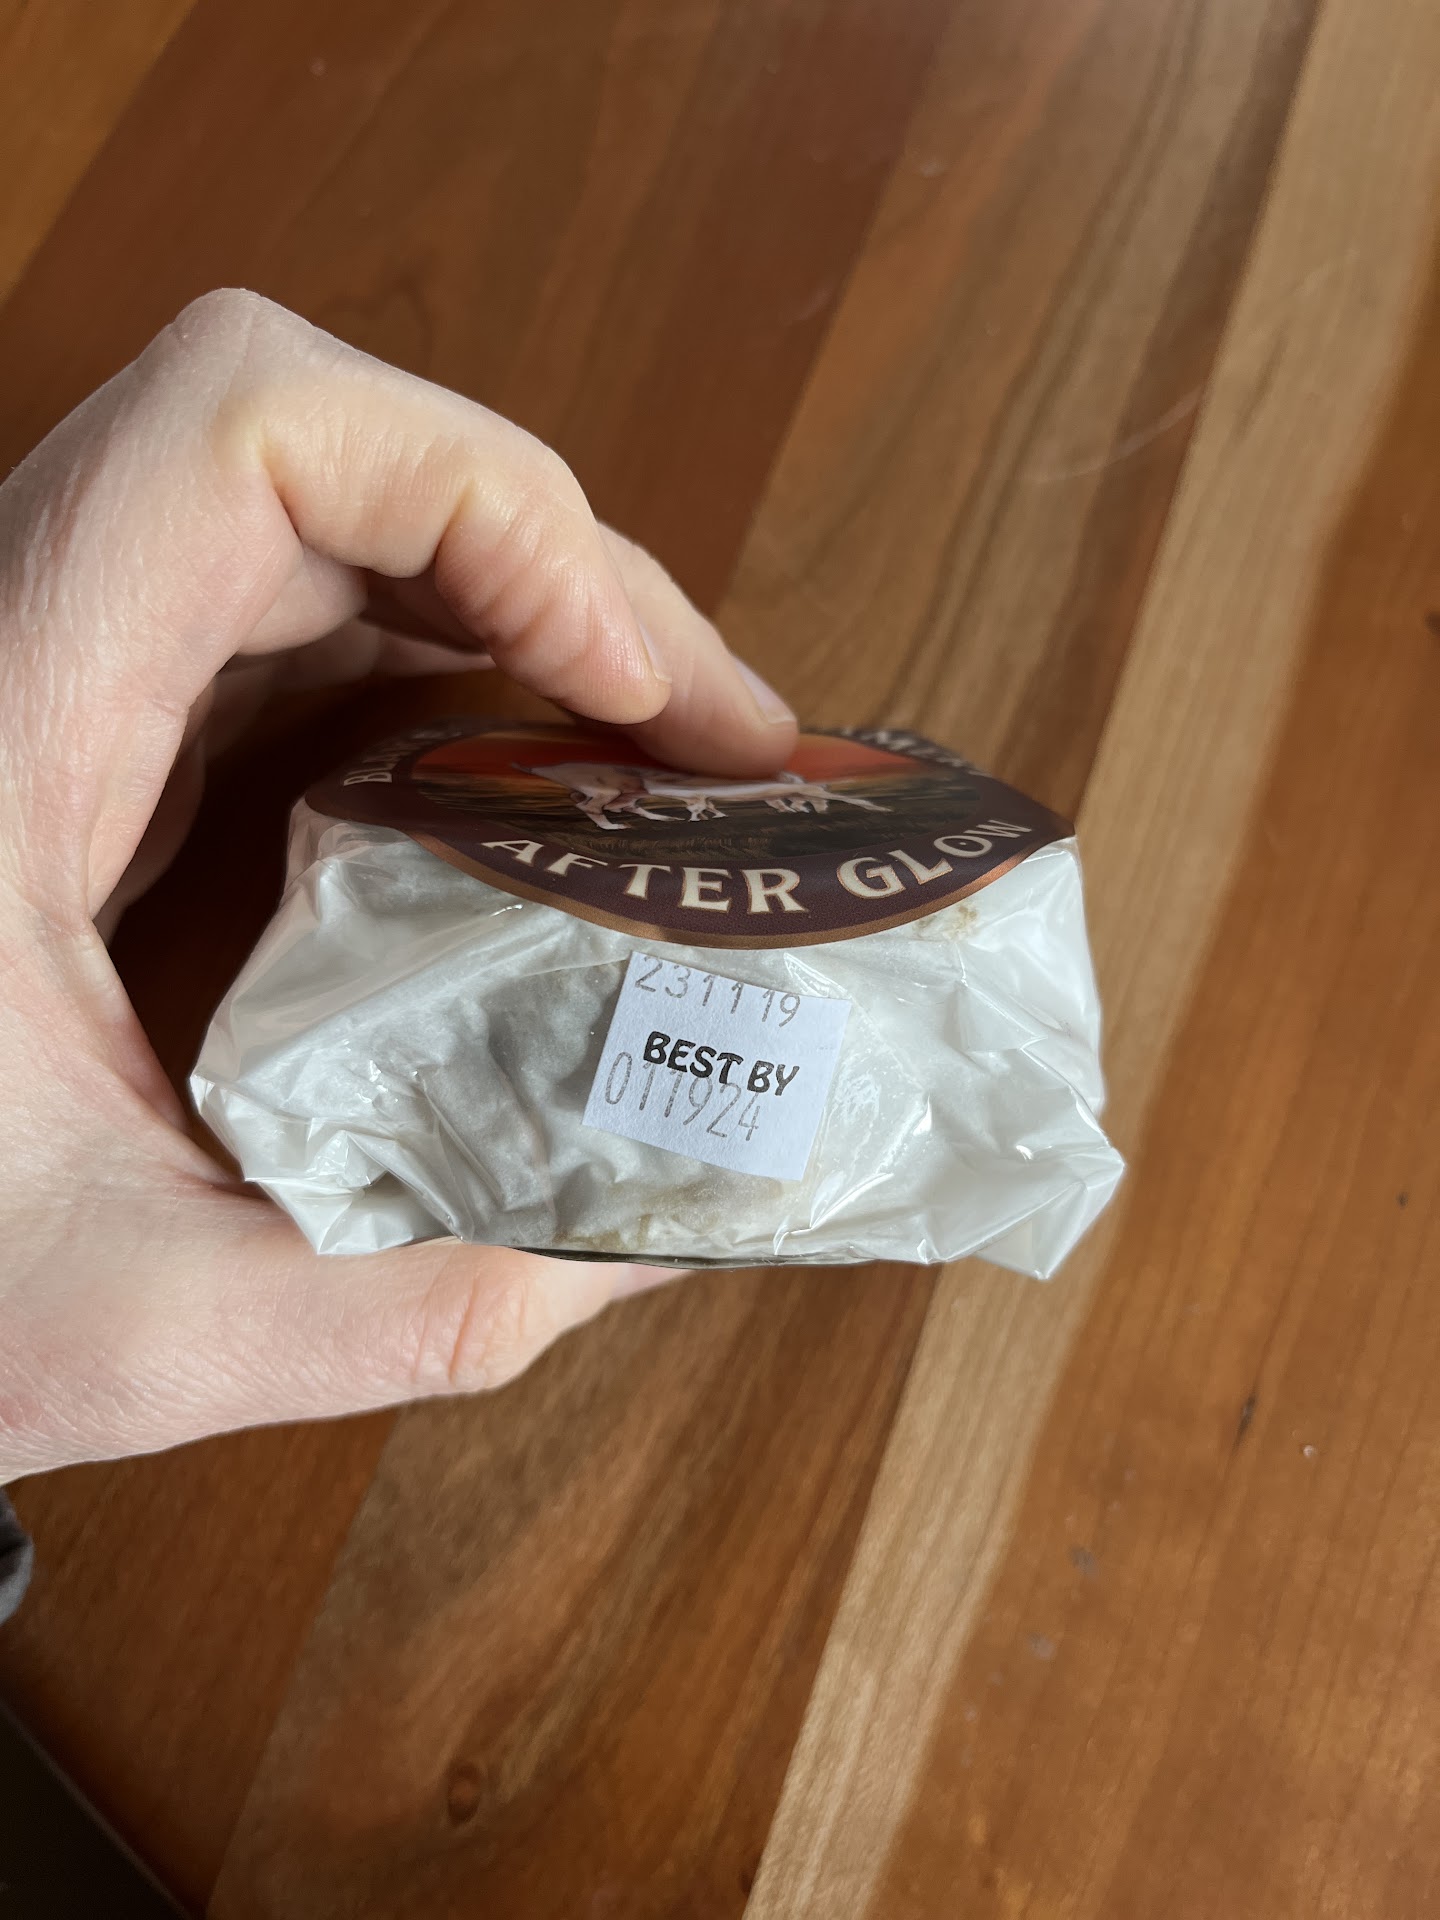 AFTER GLOW
231119
BEST BY
011924